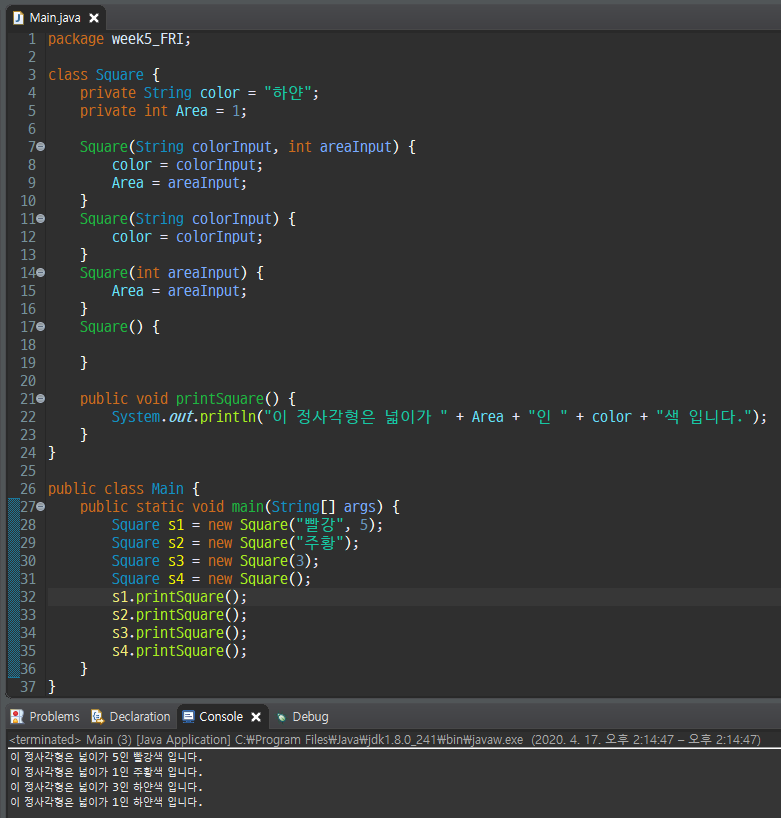 Main.java
1 package week5_FRI;
2
3 class Square {
4 private String color = "하얀";
5 private int Area = 1;
6
7 Square(String colorInput, int areaInput) {
8 color = colorInput;
9 Area = areaInput;
10 }
11 Square(String colorInput) {
12 color = colorInput;
13 }
14 Square(int areaInput) {
15 Area = areaInput;
16 }
17 Square() {
18
19 }
20
21 public void printSquare() {
22 System.out.println("이 정사각형은 넓이가 " + Area + "인 " + color + "색 입니다.");
23 }
24 }
25
26 public class Main {
27 public static void main(String[] args) {
28 Square s1 = new Square("빨강", 5);
29 Square s2 = new Square("주황");
30 Square s3 = new Square(3);
31 Square s4 = new Square();
32 s1.printSquare();
33 s2.printSquare();
34 s3.printSquare();
35 s4.printSquare();
36 }
37 }
Problems Declaration Console Debug
<terminated> Main (3) [Java Application] C:₩Program Files₩Java₩jdk1.8.0_241₩bin₩javaw.exe (2020. 4. 17. 오후 2:14:47 – 오후 2:14:47)
이 정사각형은 넓이가 5인 빨강색 입니다.
이 정사각형은 넓이가 1인 주황색 입니다.
이 정사각형은 넓이가 3인 하얀색 입니다.
이 정사각형은 넓이가 1인 하얀색 입니다.